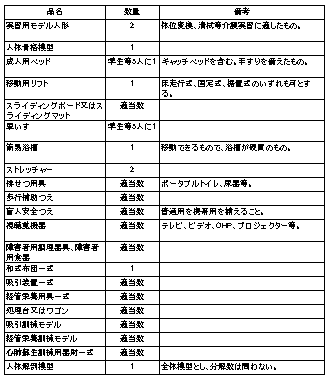 品名 数量 備考
実習用モデル人形 2 体位変換、清拭等介護実習に適したもの。
人体骨格模型 1
成人用ベッド 学生等5人に1 キャッチベッドを含む。手すりを備えたもの。
移動用リフト 1 床走行式、固定式、据置式のいずれも可とす
る。
スライディングボード又はス 適当数
ライディングマット
車いす 学生等5人に1
簡易浴槽 1 移動できるもので、浴槽が硬質のもの。
ストレッチャー 2
排せつ用具 適当数 ポータブルトイレ、尿器等。
歩行補助つえ 適当数
盲人安全つえ 適当数 普通用と携帯用を備えること。
視聴覚機器 適当数 テレビ、ビデオ、OHP、プロジェクター等。
障害者用調理器具、障害者 適当数
用食器
和式布団一式 1
吸引装置一式 適当数
経管栄養用具一式 適当数
処置台又はワゴン 適当数
吸引訓練モデル 適当数
経管栄養訓練モデル 適当数
心肺蘇生訓練用器材一式 適当数
人体解剖模型 1 全体模型とし、分解数は問わない。